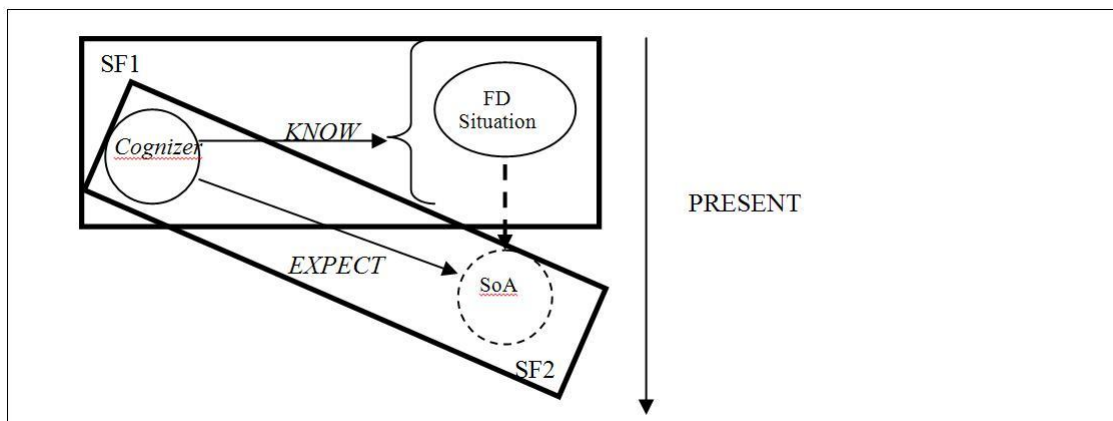 SF1
FD
Situation
KNOW
Cognizer
PRESENT
EXPECT
SoA
SF2